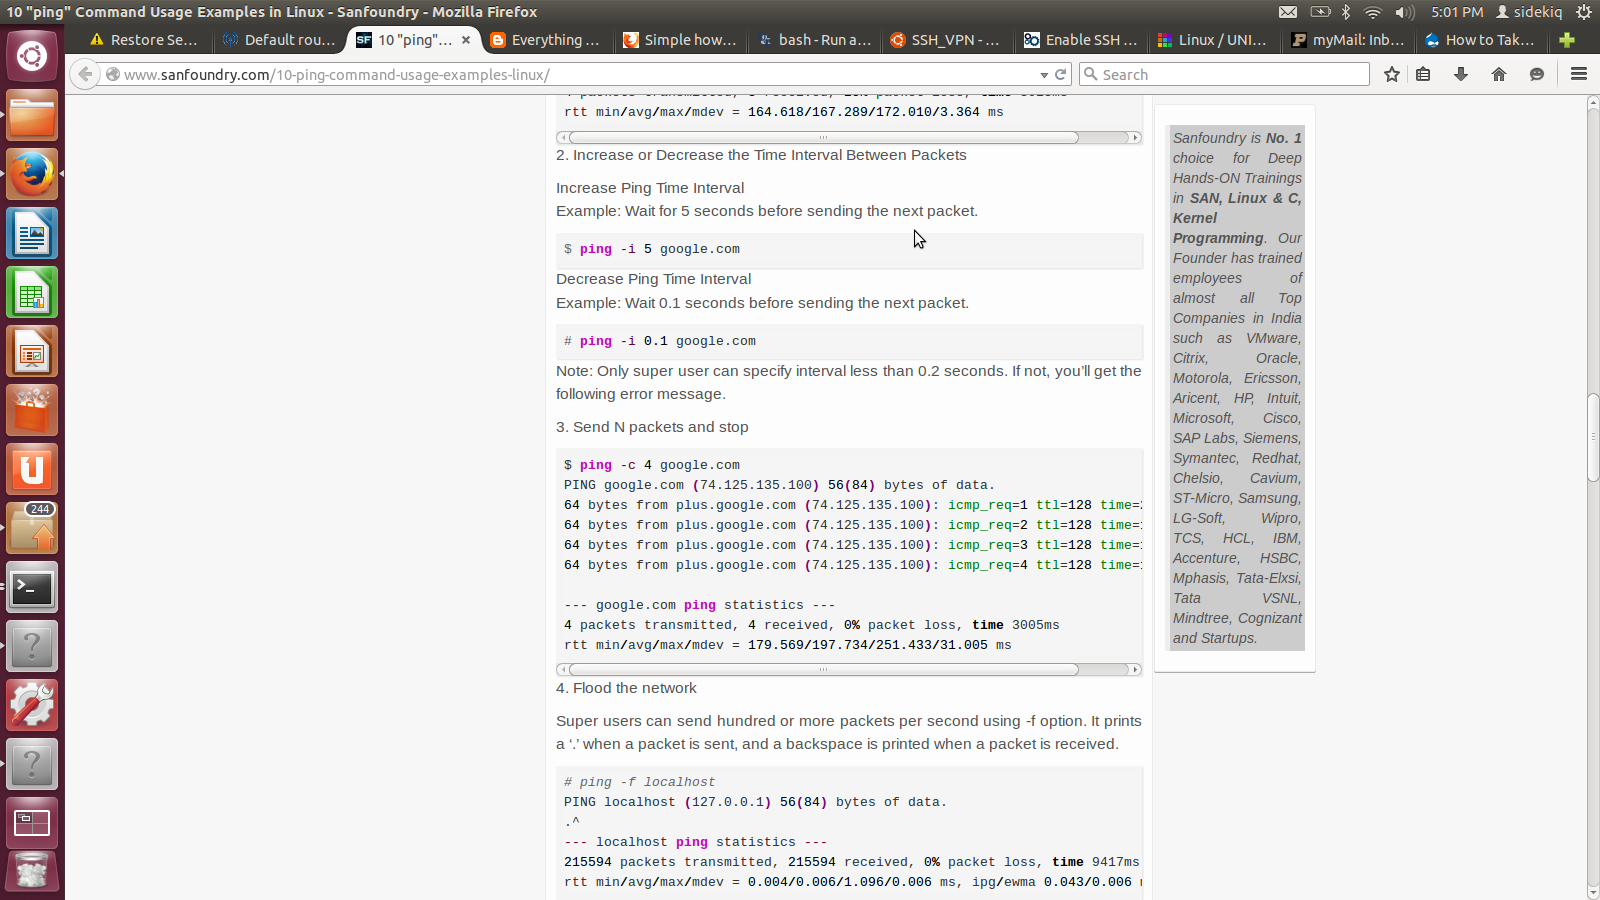 10 "ping" Command Usage Examples in Linux - Sanfoundry - Mozilla Firefox
5:01 PM
sidekiq
Restore Se...
Default rou...
SF 10 "ping"...
Everything ...
Simple how...
bash - Run a...
SSH_VPN - ...
Enable SSH ...
Linux / UNI...
myMail: Inb...
How to Tak...
www.sanfoundry.com/10-ping-command-usage-examples-linux/
Search
244
rtt min/avg/max/mdev = 164.618/167.289/172.010/3.364 ms
2. Increase or Decrease the Time Interval Between Packets
Increase Ping Time Interval
Example: Wait for 5 seconds before sending the next packet.
$ ping -i 5 google.com
Decrease Ping Time Interval
Example: Wait 0.1 seconds before sending the next packet.
# ping -i 0.1 google.com
Note: Only super user can specify interval less than 0.2 seconds. If not, you’ll get the
following error message.
3. Send N packets and stop
$ ping -c 4 google.com
PING google.com (74.125.135.100) 56(84) bytes of data.
64 bytes from plus.google.com (74.125.135.100): icmp_req=1 ttl=128 time=
64 bytes from plus.google.com (74.125.135.100): icmp_req=2 ttl=128 time=
64 bytes from plus.google.com (74.125.135.100): icmp_req=3 ttl=128 time=
64 bytes from plus.google.com (74.125.135.100): icmp_req=4 ttl=128 time=
--- google.com ping statistics ---
4 packets transmitted, 4 received, 0% packet loss, time 3005ms
rtt min/avg/max/mdev = 179.569/197.734/251.433/31.005 ms
4. Flood the network
Super users can send hundred or more packets per second using -f option. It prints
a ‘.’ when a packet is sent, and a backspace is printed when a packet is received.
# ping -f localhost
PING localhost (127.0.0.1) 56(84) bytes of data.
.^
--- localhost ping statistics ---
215594 packets transmitted, 215594 received, 0% packet loss, time 9417ms
rtt min/avg/max/mdev = 0.004/0.006/1.096/0.006 ms, ipg/ewma 0.043/0.006
Sanfoundry is No. 1
choice for Deep
Hands-ON Trainings
in SAN, Linux & C,
Kernel
Programming. Our
Founder has trained
employees of
almost all Top
Companies in India
such as VMware,
Citrix, Oracle,
Motorola, Ericsson,
Aricent, HP, Intuit,
Microsoft, Cisco,
SAP Labs, Siemens,
Symantec, Redhat,
Chelsio, Cavium,
ST-Micro, Samsung,
LG-Soft, Wipro,
TCS, HCL, IBM,
Accenture, HSBC,
Mphasis, Tata-Elxsi,
Tata VSNL,
Mindtree, Cognizant
and Startups.